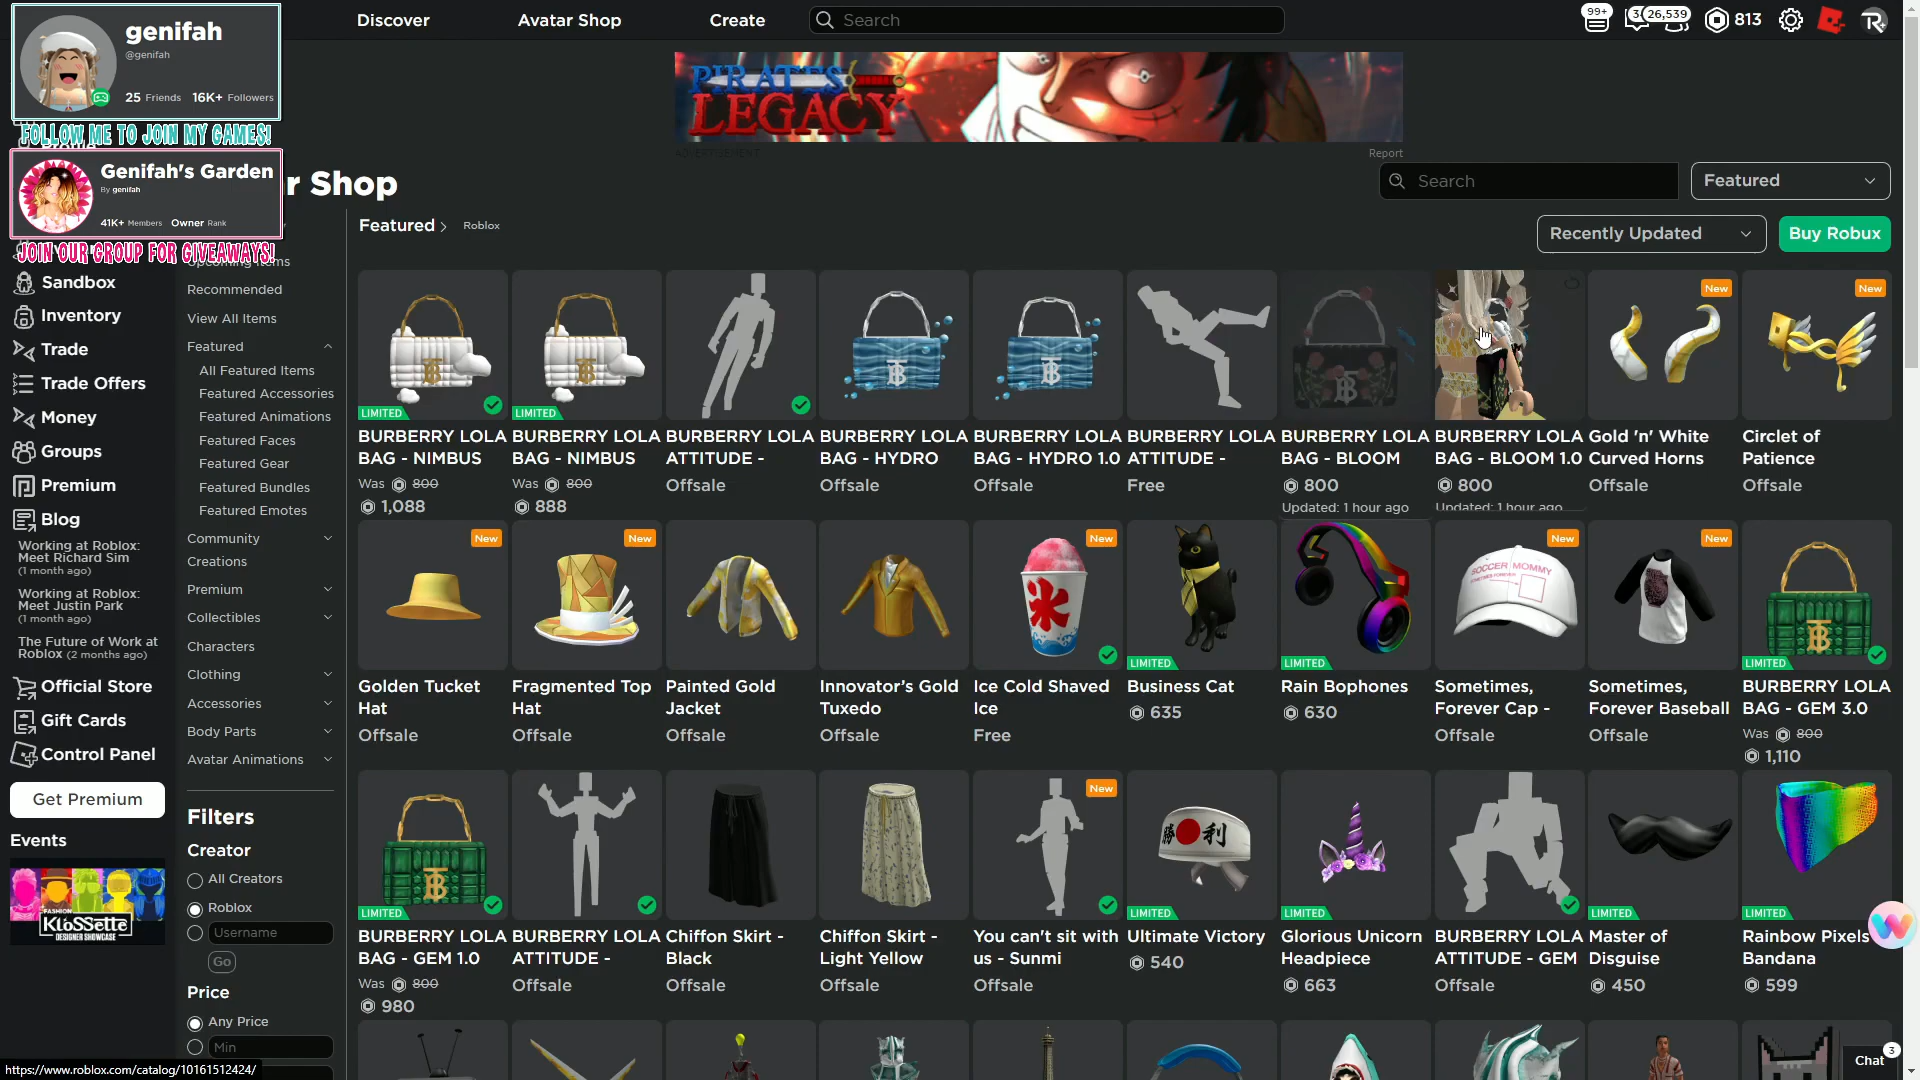 genifah
@genifah
25 Friends 16K+ Followers
FOLLOW ME TO JOIN MY GAMES!
Genifah's Garden
By genifah
41K+ Members Owner Rank
JOIN OUR GROUP FOR GIVEAWAYS!
Discover
Avatar Shop
Create
Search
99+
26,539
813
PIRATES
LEGACY
ADVERTISEMENT
Report
r Shop
Search
Featured
Featured > Roblox
Recently Updated
Buy Robux
Sandbox
Inventory
Trade
Trade Offers
Money
Groups
Premium
Blog
Working at Roblox:
Meet Richard Sim
(1 month ago)
Working at Roblox:
Meet Justin Park
(1 month ago)
The Future of Work at
Roblox (2 months ago)
Official Store
Gift Cards
Control Panel
Get Premium
Events
FASHION
KLOSSETTE
DESIGNER SHOWCASE
Upcoming Items
Recommended
View All Items
Featured
All Featured Items
Featured Accessories
Featured Animations
Featured Faces
Featured Gear
Featured Bundles
Featured Emotes
Community
Creations
Premium
Collectibles
Characters
Clothing
Accessories
Body Parts
Avatar Animations
Filters
Creator
All Creators
Roblox
Username
Go
Price
Any Price
Min
LIMITED
BURBERRY LOLA
BAG - NIMBUS
Was 800
1,088
LIMITED
BURBERRY LOLA
BAG - NIMBUS
Was 800
888
BURBERRY LOLA
ATTITUDE -
BURBERRY LOLA
BAG - HYDRO
Offsale
BURBERRY LOLA
BAG - HYDRO 1.0
Offsale
BURBERRY LOLA
ATTITUDE -
Free
BURBERRY LOLA
BAG - BLOOM
800
Updated: 1 hour ago
BURBERRY LOLA
BAG - BLOOM 1.0
800
Updated: 1 hour ago
New
Gold 'n' White
Curved Horns
Offsale
New
Circlet of
Patience
Offsale
New
Golden Tucket
Hat
Offsale
New
Fragmented Top
Hat
Offsale
Painted Gold
Jacket
Offsale
Innovator's Gold
Tuxedo
Offsale
New
氷
Ice Cold Shaved
Ice
Free
LIMITED
Business Cat
635
LIMITED
Rain Bophones
630
New
SOCCER MOMMY
Sometimes,
Forever Cap -
Offsale
New
Sometimes,
Forever Baseball
Offsale
LIMITED
BURBERRY LOLA
BAG - GEM 3.0
Was 800
1,110
LIMITED
BURBERRY LOLA
BAG - GEM 1.0
Was 800
980
BURBERRY LOLA
ATTITUDE -
Offsale
Chiffon Skirt -
Black
Offsale
Chiffon Skirt -
Light Yellow
Offsale
New
You can't sit with
us - Sunmi
Offsale
勝 利
LIMITED
Ultimate Victory
540
LIMITED
Glorious Unicorn
Headpiece
663
BURBERRY LOLA
ATTITUDE - GEM
Offsale
LIMITED
Master of
Disguise
450
LIMITED
Rainbow Pixels
Bandana
599
Chat 3
https://www.roblox.com/catalog/10161512424/